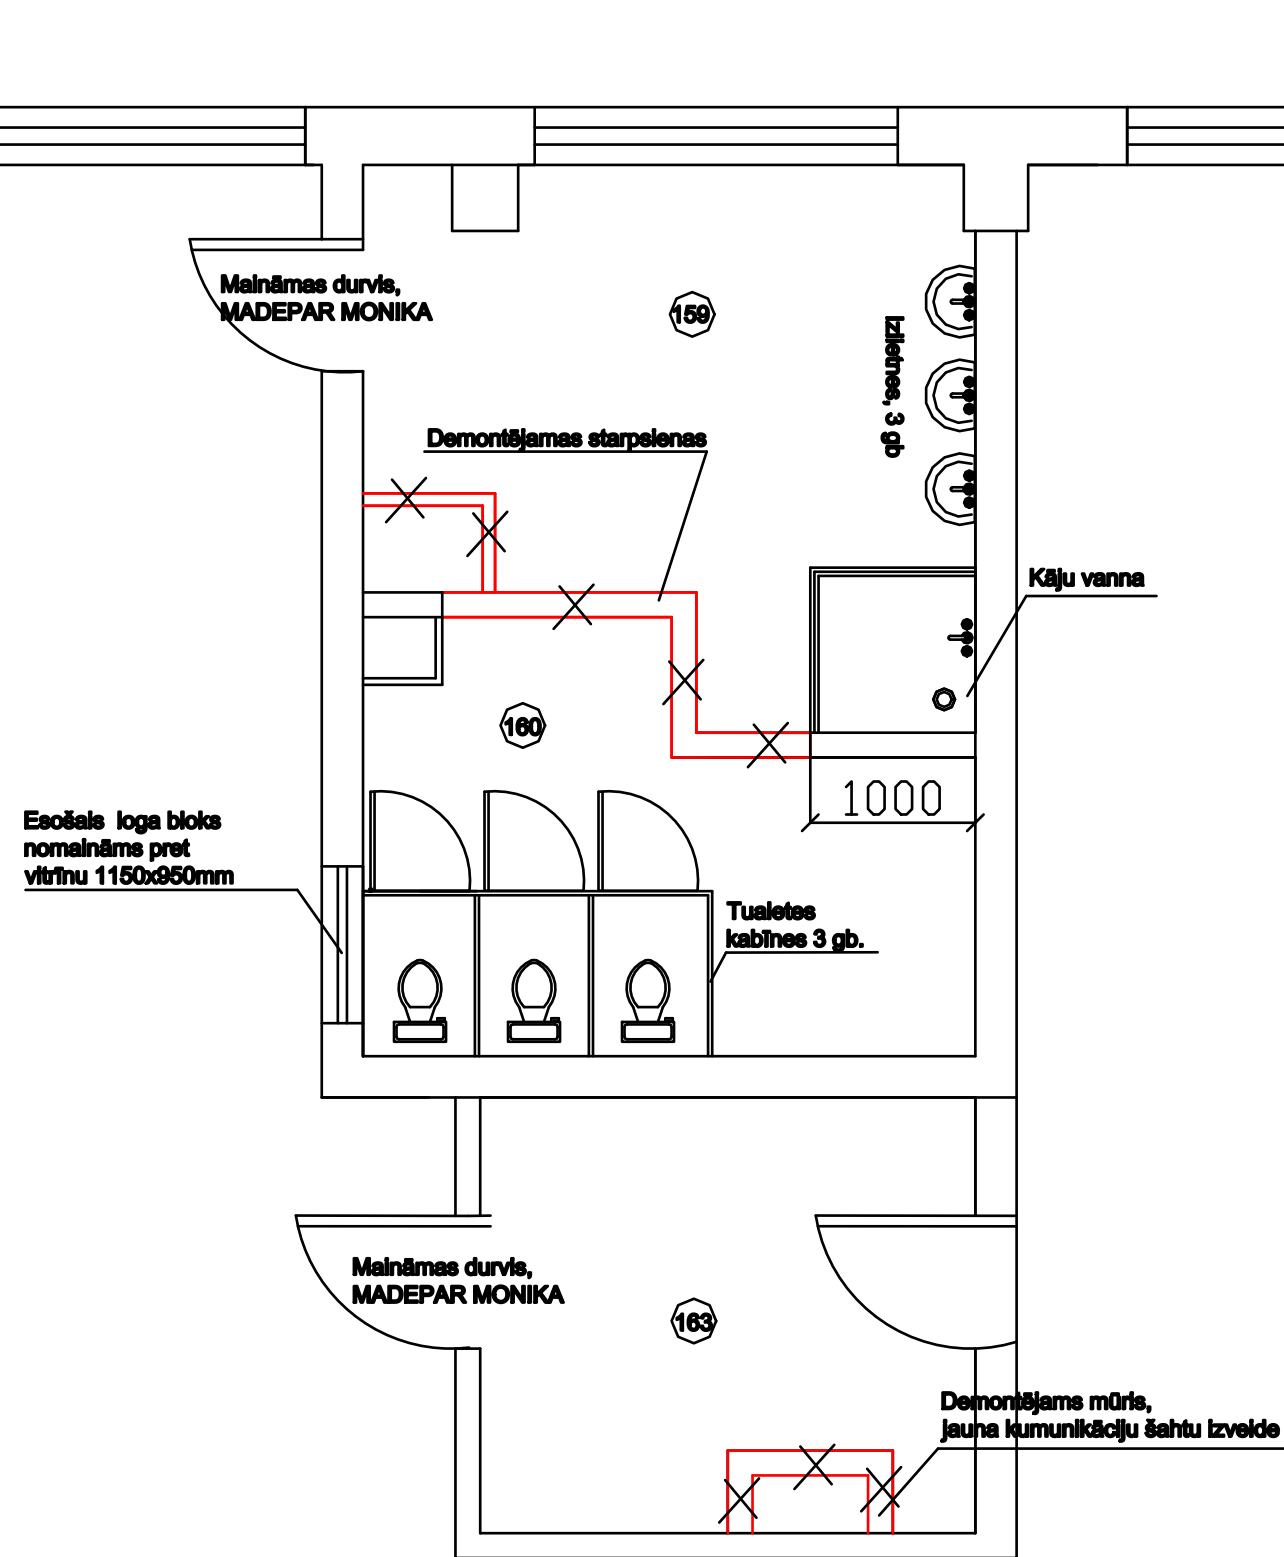 Maināmas durvis,
MADEPAR MONIKA
159
Izlietnes, 3 gb
Demontējamas starpsienas
Kāju vanna
160
1000
Esošais loga bloks
nomaināms pret
vitrīnu 1150x950mm
Tualetes
kabīnes 3 gb.
Maināmas durvis,
MADEPAR MONIKA
163
Demontējams mūris,
jauna kumunikāciju šahtu izveide